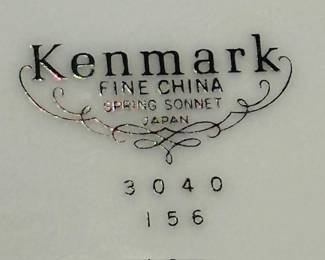 Kenmark
FINE CHINA
SPRING SONNET
JAPAN
3040
156